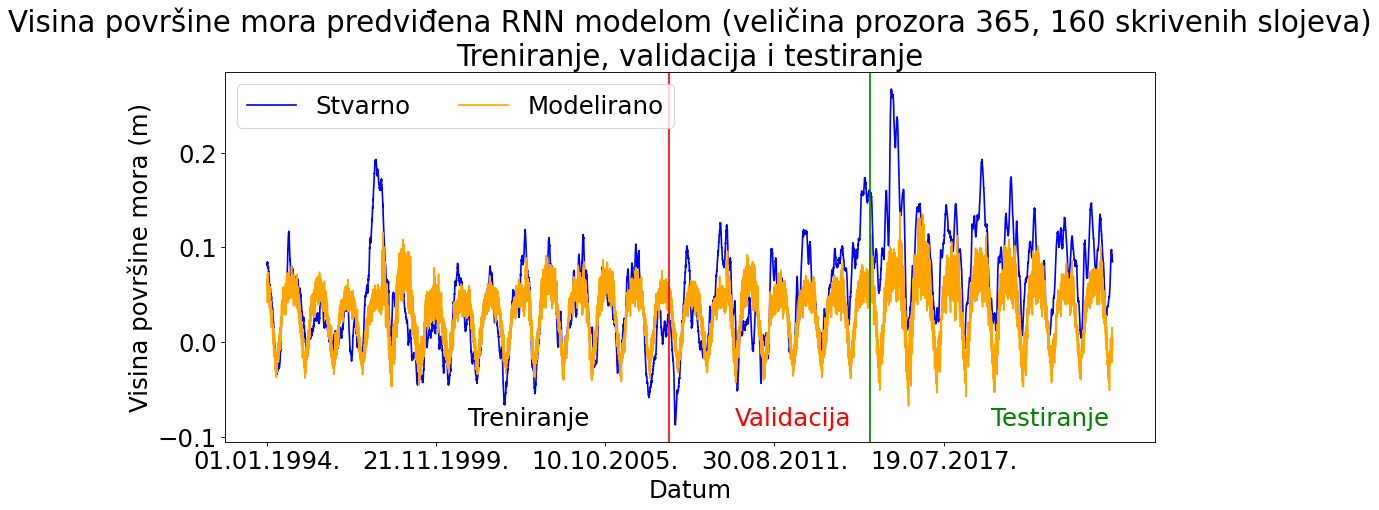 Visina površine mora predviđena RNN modelom (veličina prozora 365, 160 skrivenih slojeva)
Treniranje, validacija i testiranje
Stvarno Modelirano
Visina površine mora (m)
0.2
0.1
0.0
−0.1
Treniranje Validacija Testiranje
01.01.1994. 21.11.1999. 10.10.2005. 30.08.2011. 19.07.2017.
Datum